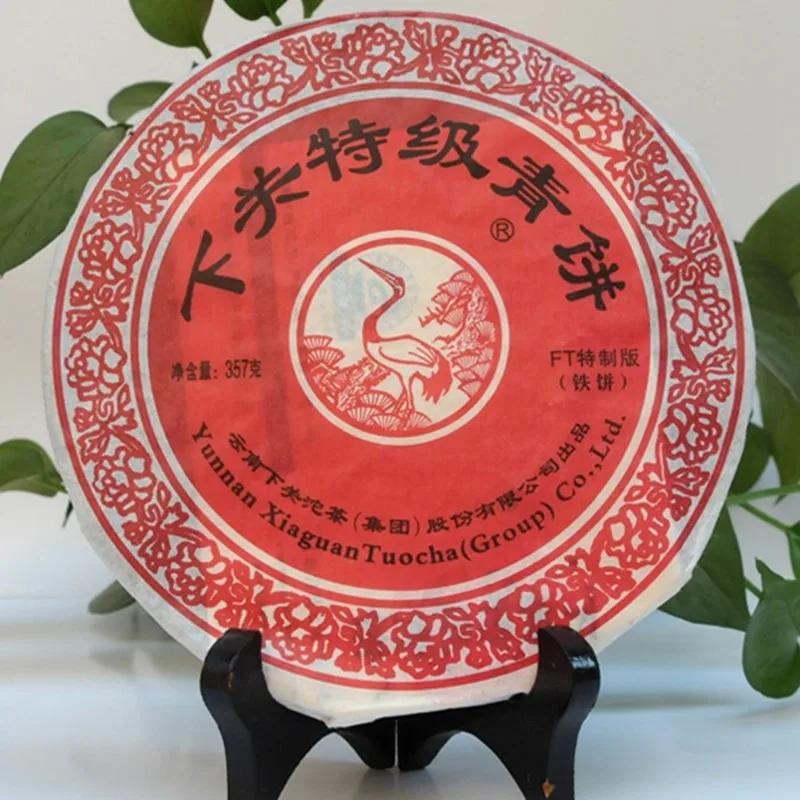 下关特级青饼
®
净含量：357克
FT特制版
（铁饼）
云南下关沱茶（集团）股份有限公司出品
Yunnan XiaguanTuocha(Group) Co.,Ltd.